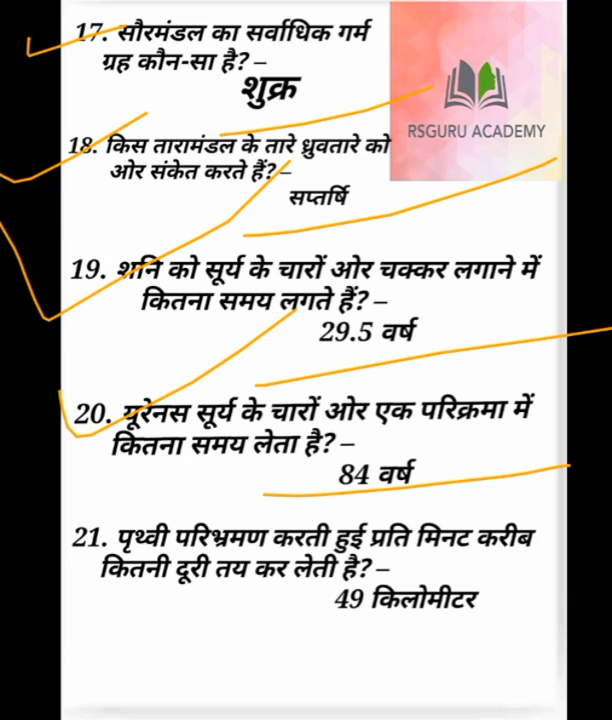 17. सौरमंडल का सर्वाधिक गर्म
ग्रह कौन-सा है? –
शुक्र
RSGURU ACADEMY
18. किस तारामंडल के तारे ध्रुवतारे को
ओर संकेत करते हैं? –
सप्तर्षि
19. शनि को सूर्य के चारों ओर चक्कर लगाने में
कितना समय लगते हैं? –
29.5 वर्ष
20. यूरेनस सूर्य के चारों ओर एक परिक्रमा में
कितना समय लेता है? –
84 वर्ष
21. पृथ्वी परिभ्रमण करती हुई प्रति मिनट करीब
कितनी दूरी तय कर लेती है? –
49 किलोमीटर